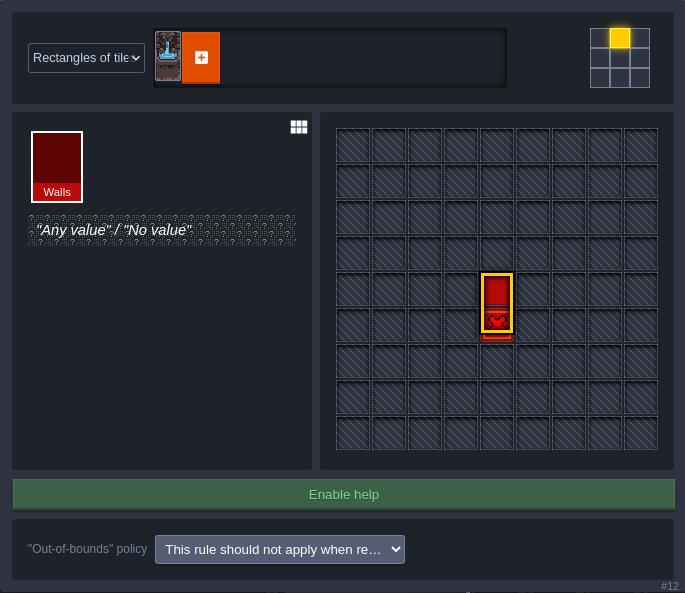 Rectangles of tile
Walls
"Any value" / "No value"
Enable help
"Out-of-bounds" policy
This rule should not apply when re…
#12